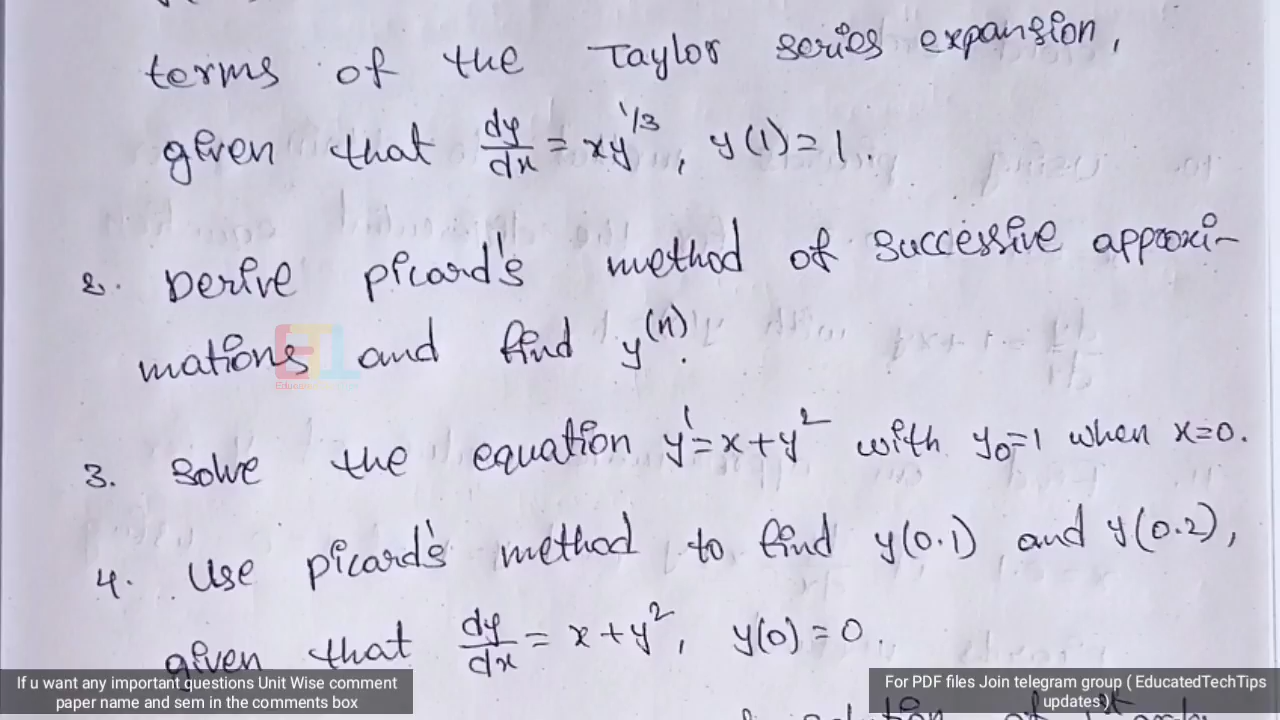 terms of the Taylor series expansion,
given that dy/dx = xy^1/3, y(1)=1.
2. Derive picard's method of successive approxi-
mations and find y^(n).
3. Solve the equation y'=x+y^2 with y₀=1 when x=0.
4. Use picard's method to find y(0.1) and y(0.2),
given that dy/dx = x+y^2, y(0)=0.
If u want any important questions Unit Wise comment
paper name and sem in the comments box
For PDF files Join telegram group ( EducatedTechTips
updates)